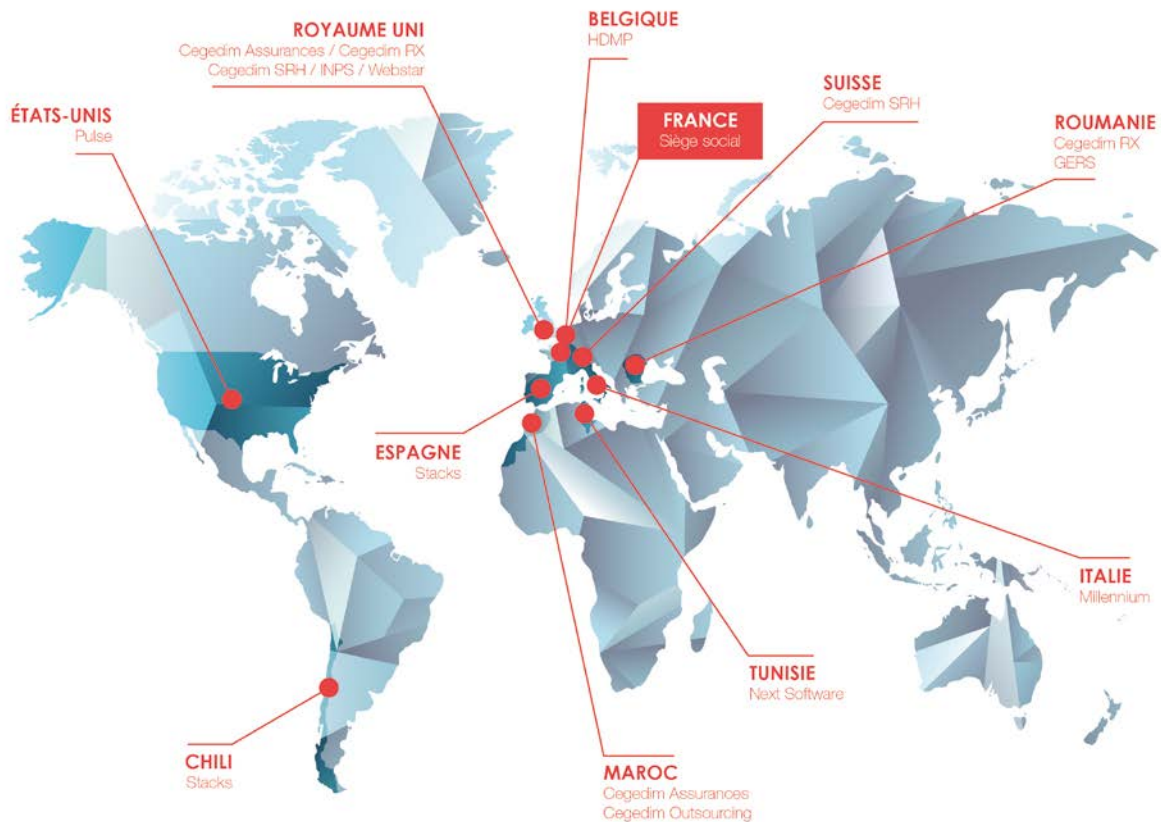 ROYAUME UNI
Cegedim Assurances / Cegedim RX
Cegedim SRH / INPS / Webstar
BELGIQUE
HDMP
SUISSE
Cegedim SRH
ÉTATS-UNIS
Pulse
FRANCE
Siège social
ROUMANIE
Cegedim RX
GERS
ESPAGNE
Stacks
ITALIE
Millennium
TUNISIE
Next Software
CHILI
Stacks
MAROC
Cegedim Assurances
Cegedim Outsourcing